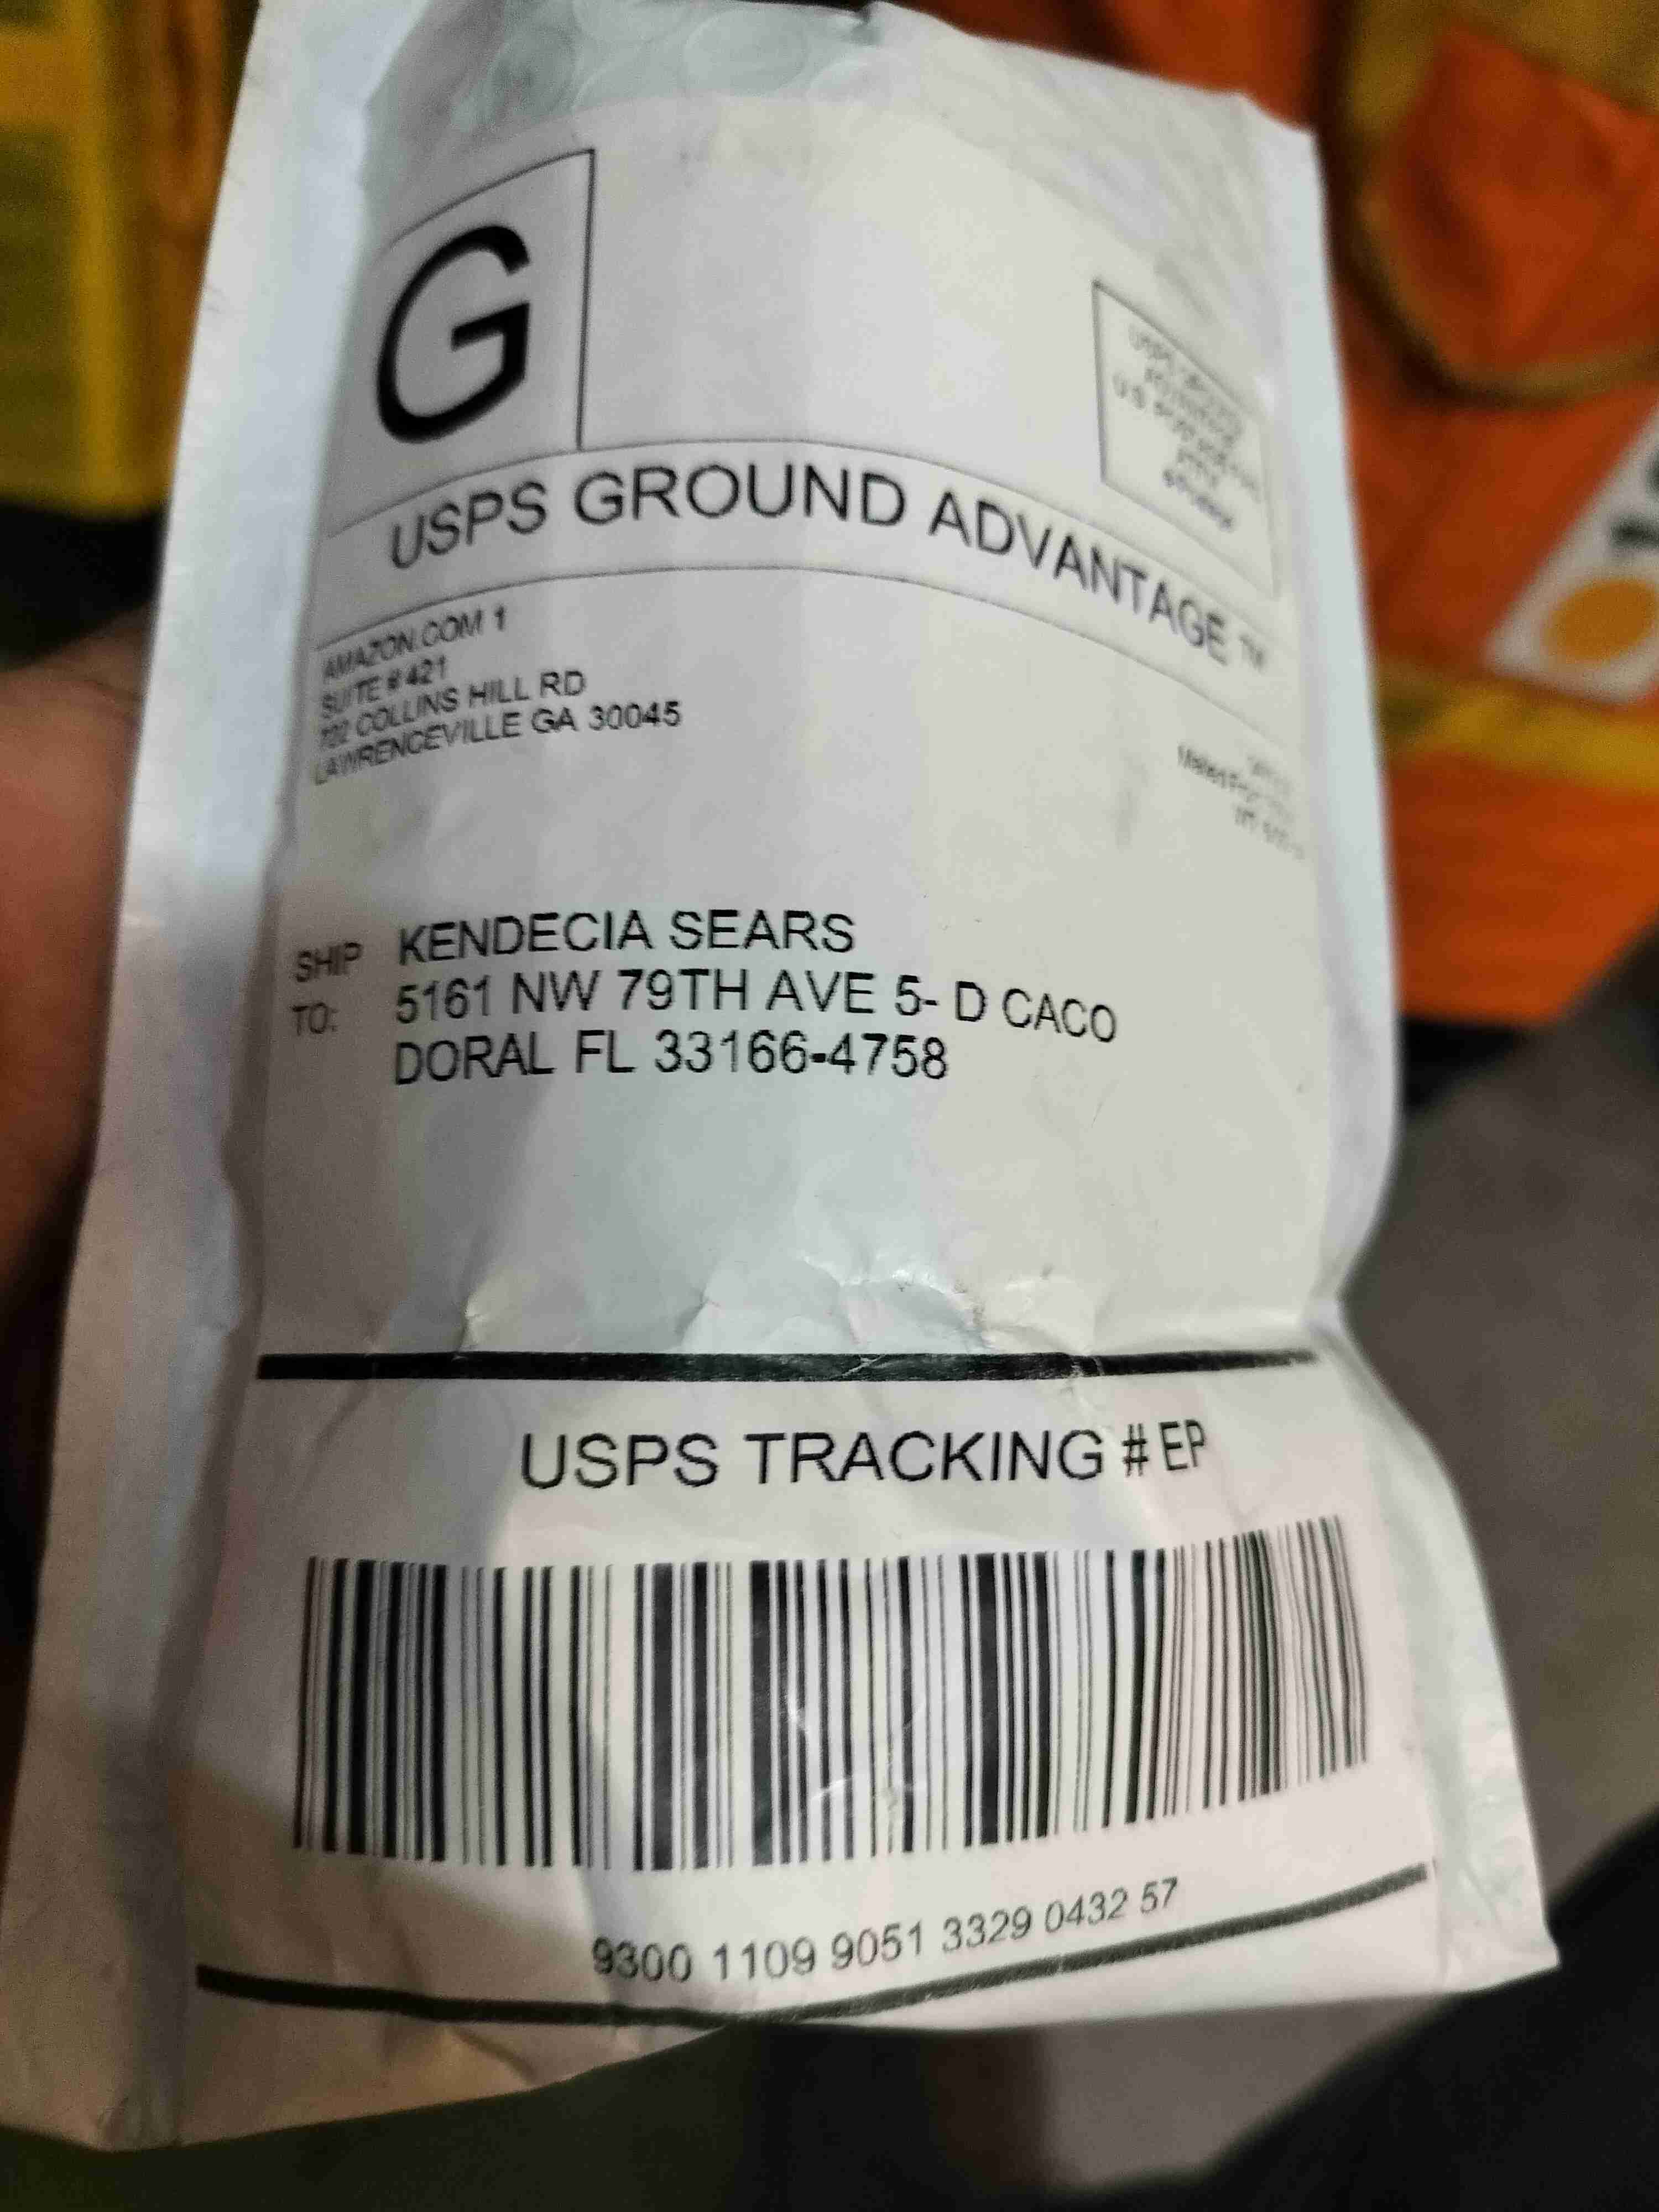 G
USPS GROUND ADVANTAGE ™
AMAZON.COM 1
SUITE # 421
722 COLLINS HILL RD
LAWRENCEVILLE GA 30045
SHIP TO:
KENDECIA SEARS
5161 NW 79TH AVE 5- D CACO
DORAL FL 33166-4758
USPS TRACKING # EP
9300 1109 9051 3329 0432 57